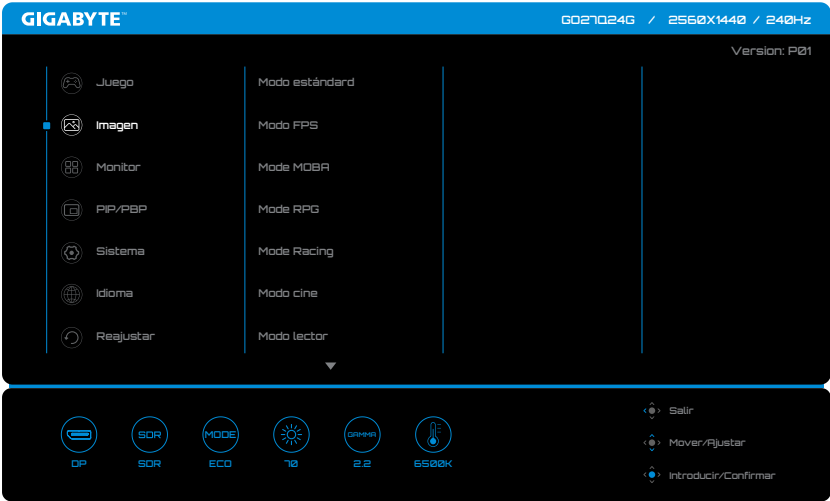 GIGABYTE™ GO27Q24G / 2560X1440 / 240Hz
Version: P01
Juego Modo estándard
Imagen Modo FPS
Monitor Mode MOBA
PIP/PBP Mode RPG
Sistema Mode Racing
Idioma Modo cine
Reajustar Modo lector
Salir
SDR MODE GAMMA
Mover/Ajustar
DP SDR ECO 70 2.2 6500K
Introducir/Confirmar